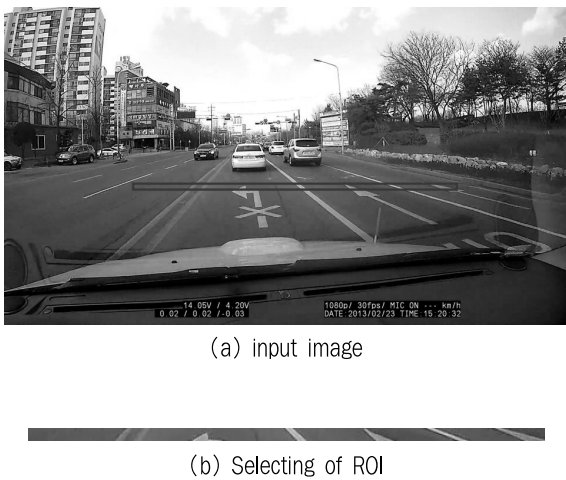 14.05V / 4.20V
0.02 / 0.02 /-0.03
1080p/ 30fps/ MIC ON --- km/h
DATE:2013/02/23 TIME:15:20:32
(a) input image
(b) Selecting of ROI